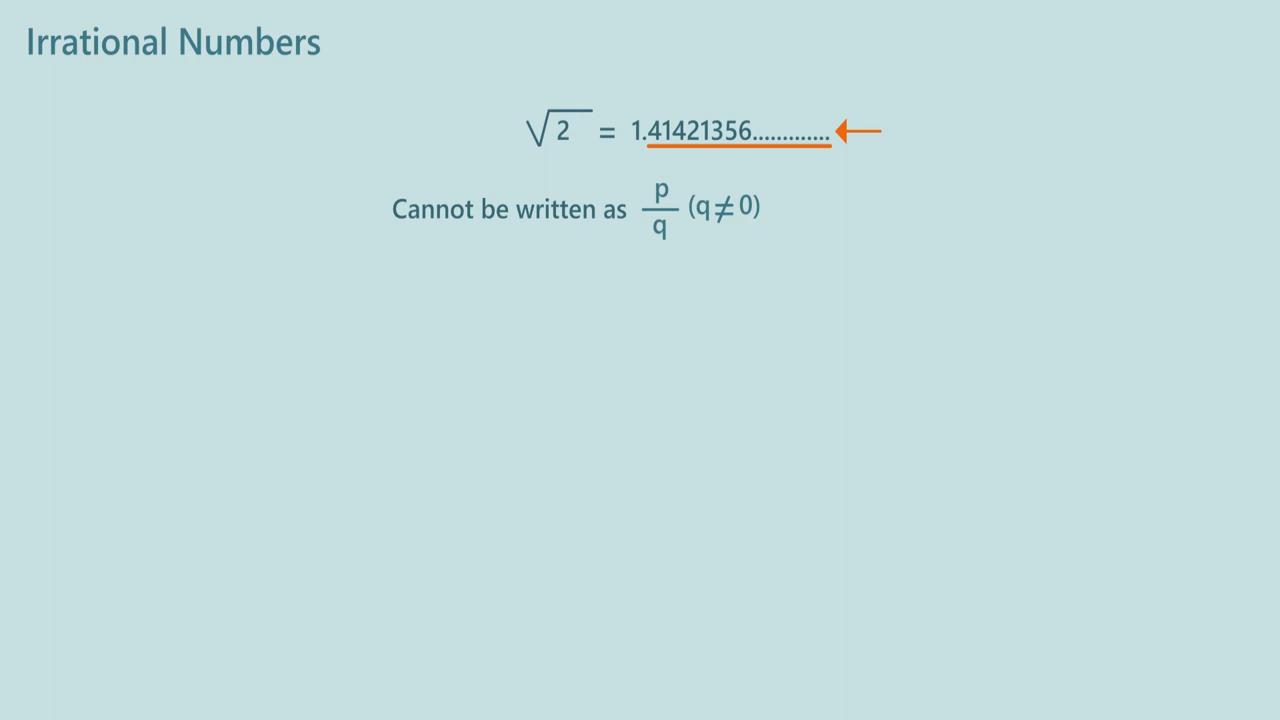 Irrational Numbers
√2 = 1.41421356.............
Cannot be written as p/q (q≠0)